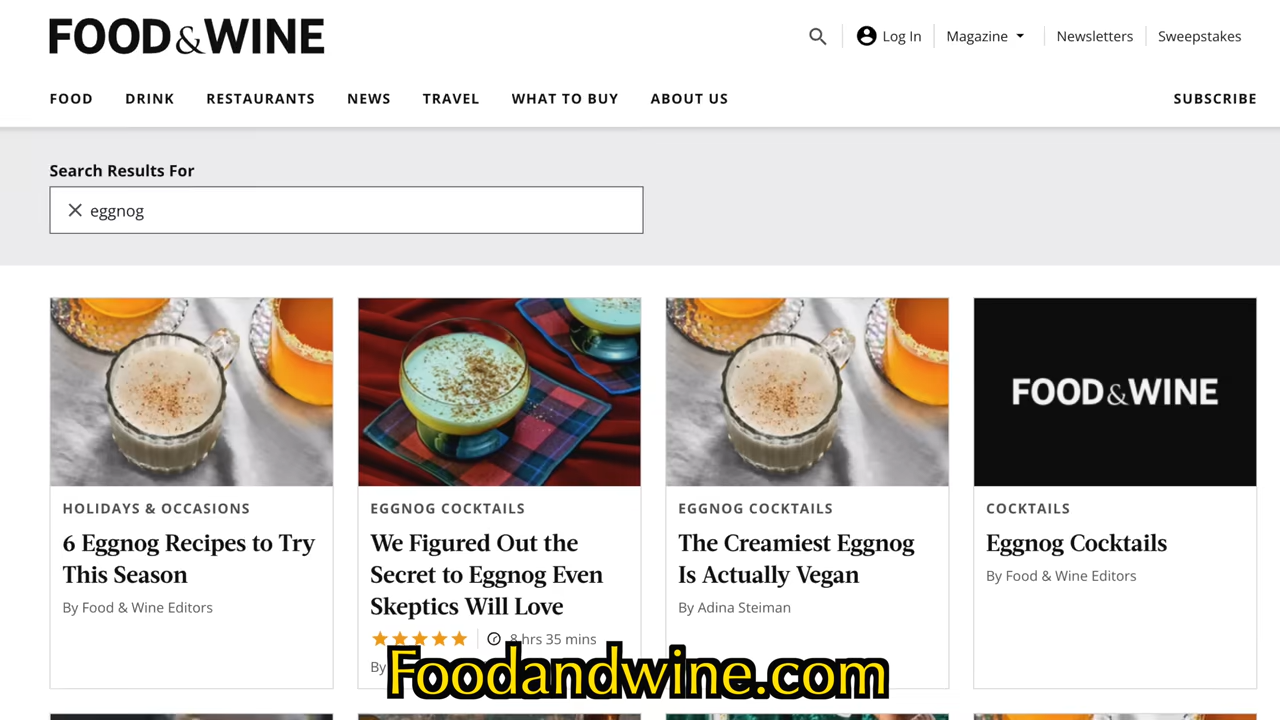 FOOD&WINE
Log In
Magazine
Newsletters
Sweepstakes
FOOD
DRINK
RESTAURANTS
NEWS
TRAVEL
WHAT TO BUY
ABOUT US
SUBSCRIBE
Search Results For
eggnog
HOLIDAYS & OCCASIONS
6 Eggnog Recipes to Try
This Season
By Food & Wine Editors
EGGNOG COCKTAILS
We Figured Out the
Secret to Eggnog Even
Skeptics Will Love
8 hrs 35 mins
By
EGGNOG COCKTAILS
The Creamiest Eggnog
Is Actually Vegan
By Adina Steiman
FOOD&WINE
COCKTAILS
Eggnog Cocktails
By Food & Wine Editors
Foodandwine.com